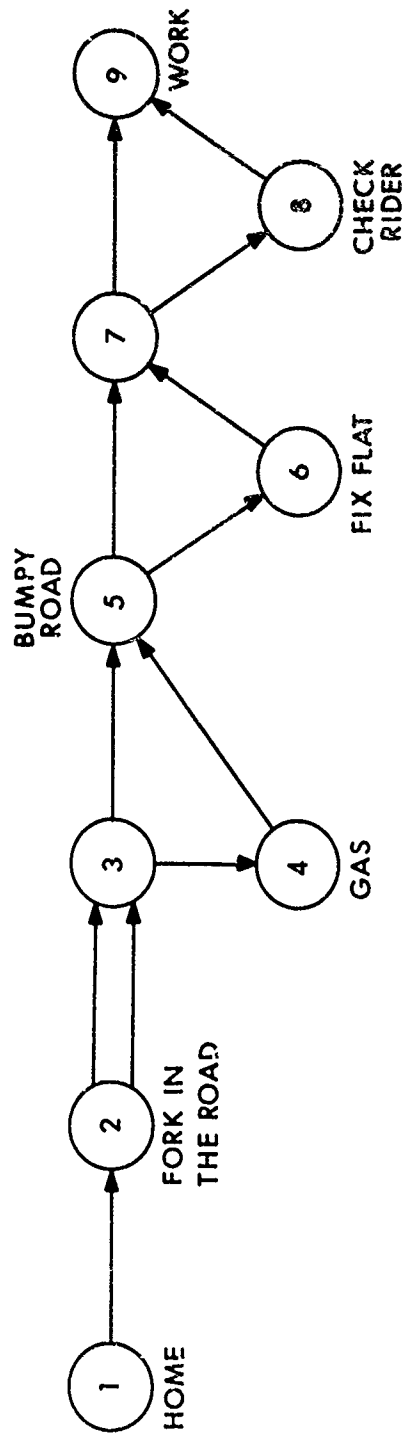 1
HOME
2
FORK IN
THE ROAD
3
4
GAS
BUMPY
ROAD
5
6
FIX FLAT
7
8
CHECK
RIDER
9
WORK